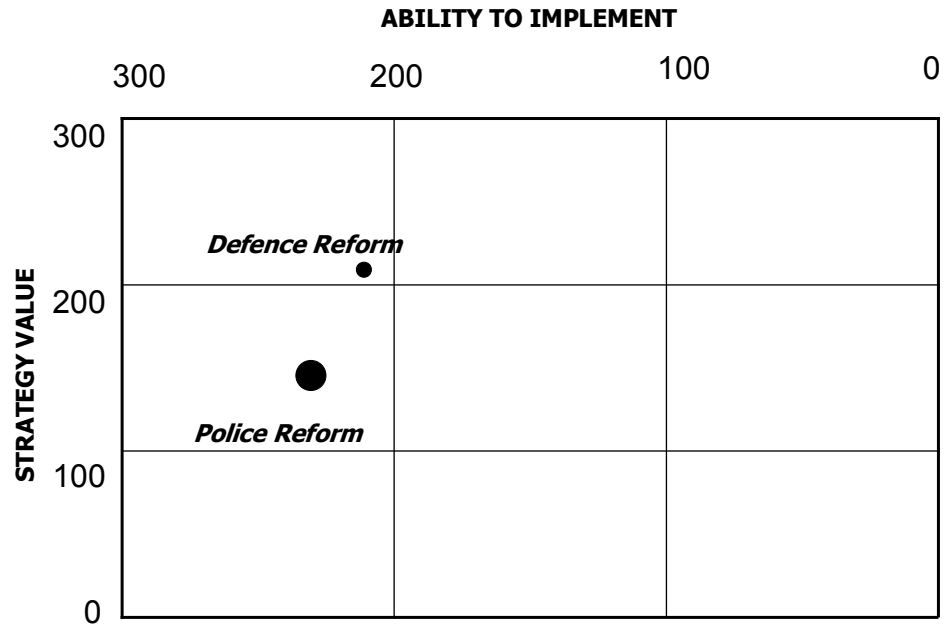 ABILITY TO IMPLEMENT
300 200 100 0
300
Defence Reform
200
STRATEGY VALUE
Police Reform
100
0